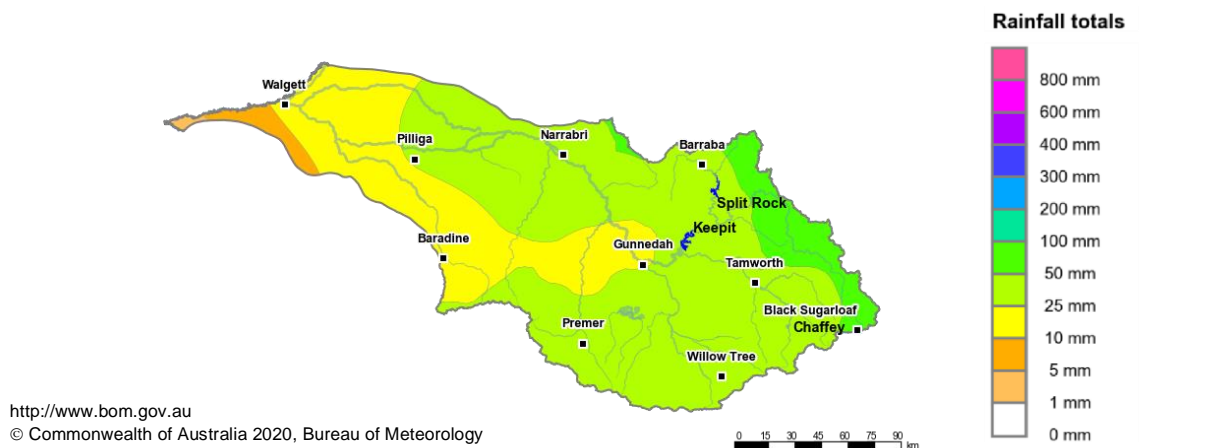 Rainfall totals
800 mm
600 mm
400 mm
300 mm
200 mm
100 mm
50 mm
25 mm
10 mm
5 mm
1 mm
0 mm
Walgett
Pilliga
Narrabri
Barraba
Split Rock
Keepit
Baradine
Gunnedah
Tamworth
Black Sugarloaf
Chaffey
Premer
Willow Tree
http://www.bom.gov.au
© Commonwealth of Australia 2020, Bureau of Meteorology
0 15 30 45 60 75 90
km